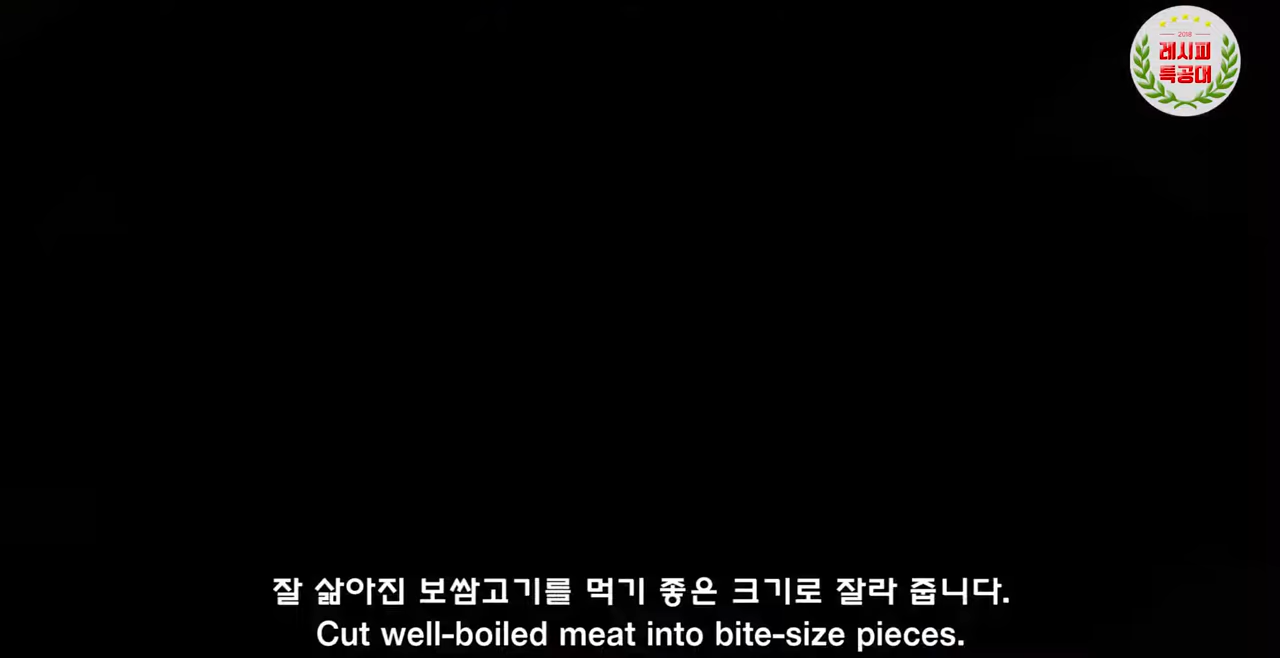 2018
레시피
특공대
잘 삶아진 보쌈고기를 먹기 좋은 크기로 잘라 줍니다.
Cut well-boiled meat into bite-size pieces.